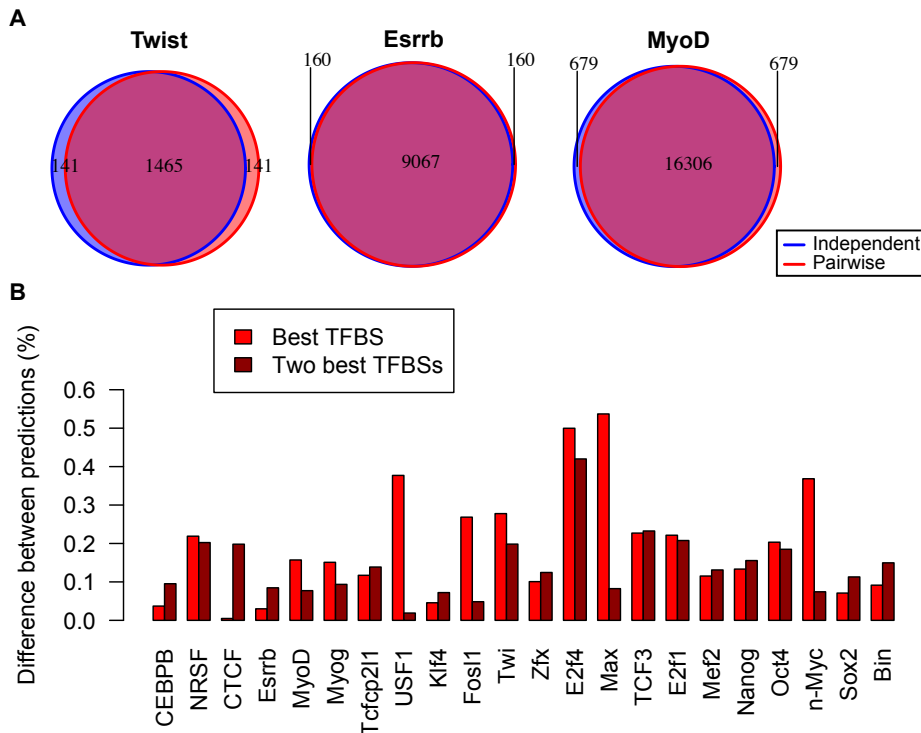 A
Twist
Esrrb
MyoD
160
160
679
679
141
1465
141
9067
16306
Independent
Pairwise
B
Best TFBS
Two best TFBSs
Difference between predictions (%)
0.6
0.5
0.4
0.3
0.2
0.1
0.0
CEBPB
NRSF
CTCF
Esrrb
MyoD
Myog
Tcfcp2l1
USF1
Klf4
Fosl1
Twi
Zfx
E2f4
Max
TCF3
E2f1
Mef2
Nanog
Oct4
n-Myc
Sox2
Bin